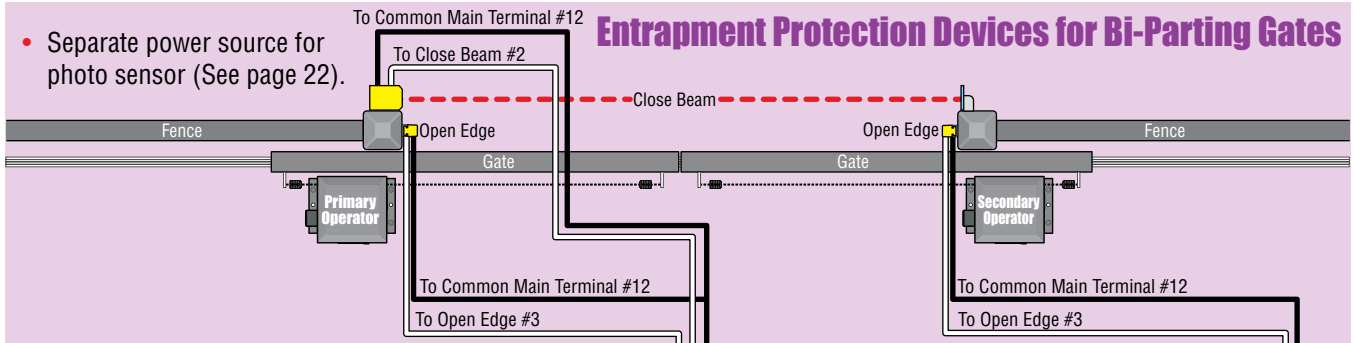 To Common Main Terminal #12
Entrapment Protection Devices for Bi-Parting Gates
• Separate power source for
photo sensor (See page 22).
To Close Beam #2
Close Beam
Fence
Open Edge
Open Edge
Fence
Gate
Gate
Primary
Operator
Secondary
Operator
To Common Main Terminal #12
To Common Main Terminal #12
To Open Edge #3
To Open Edge #3